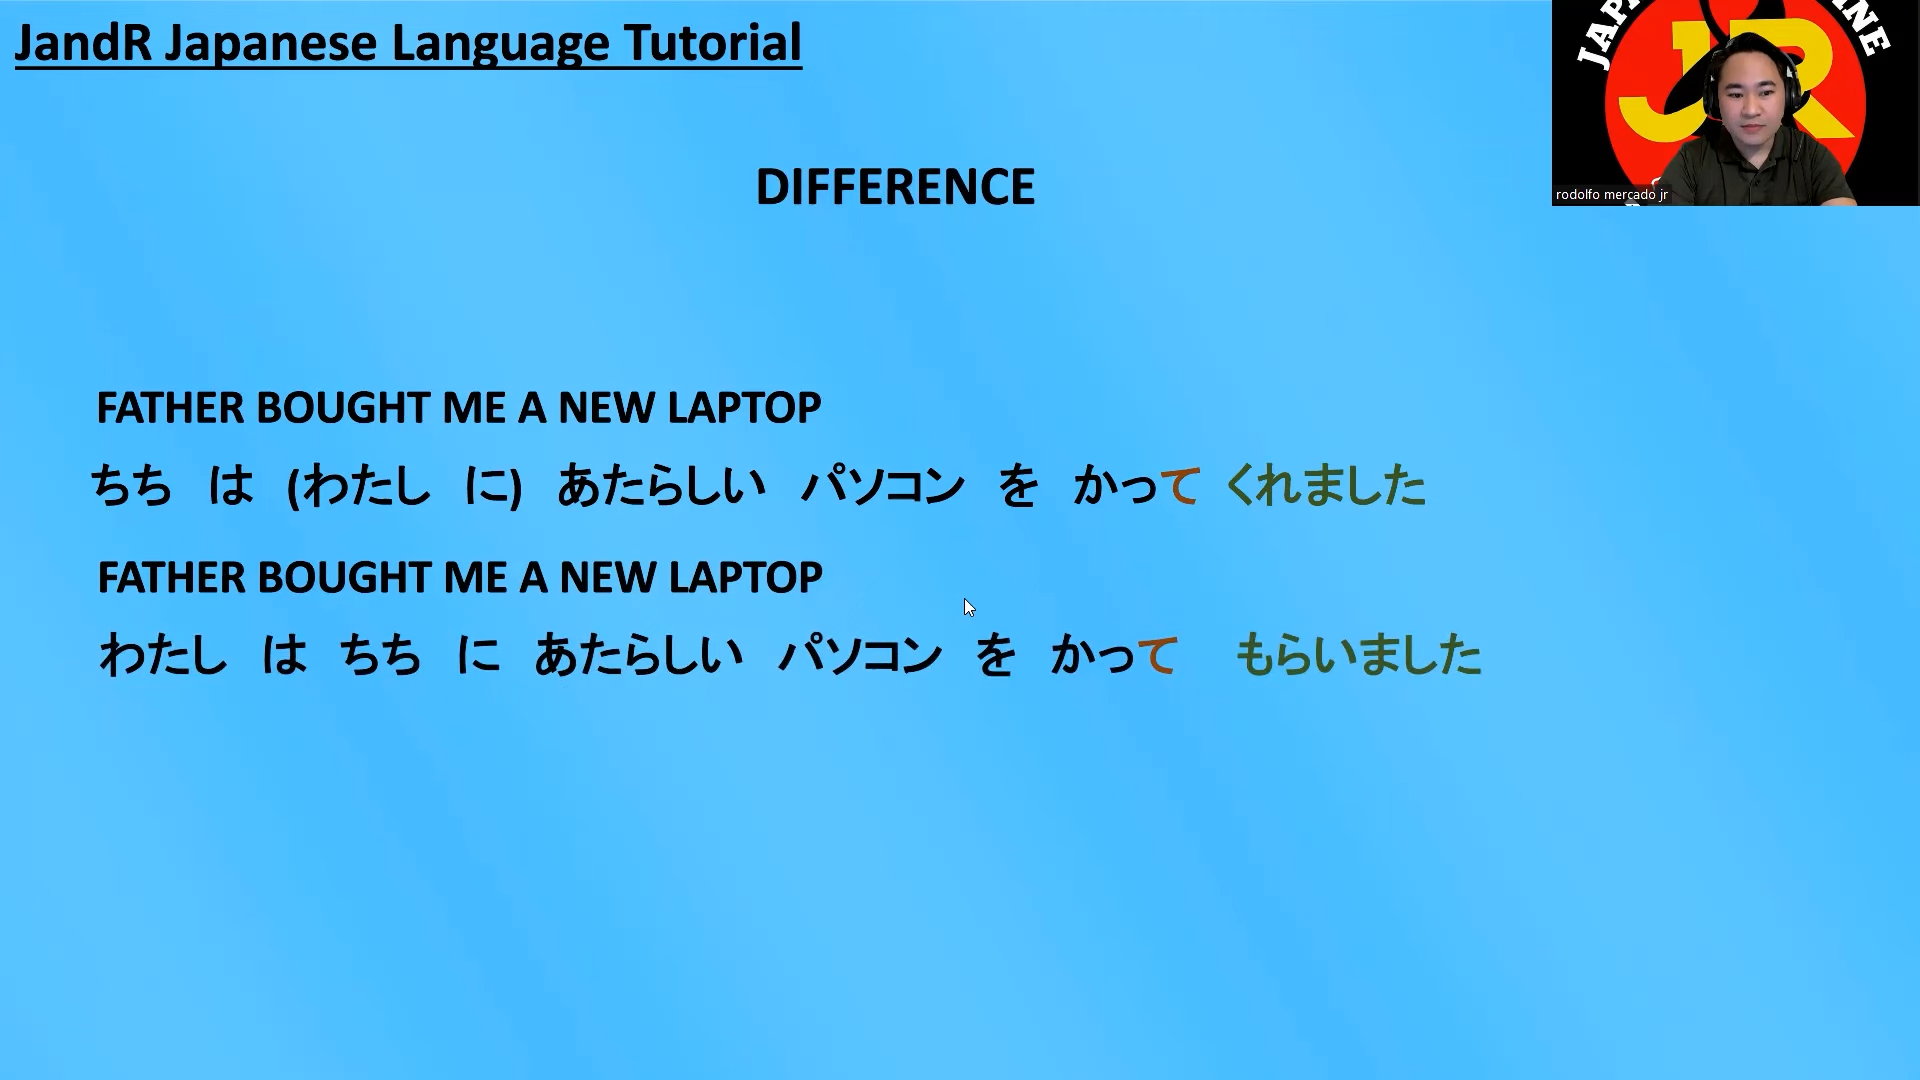 JandR Japanese Language Tutorial
DIFFERENCE
FATHER BOUGHT ME A NEW LAPTOP
ちち は (わたし に) あたらしい パソコン を かって くれました
FATHER BOUGHT ME A NEW LAPTOP
わたし は ちち に あたらしい パソコン を かって もらいました
JR
rodolfo mercado jr